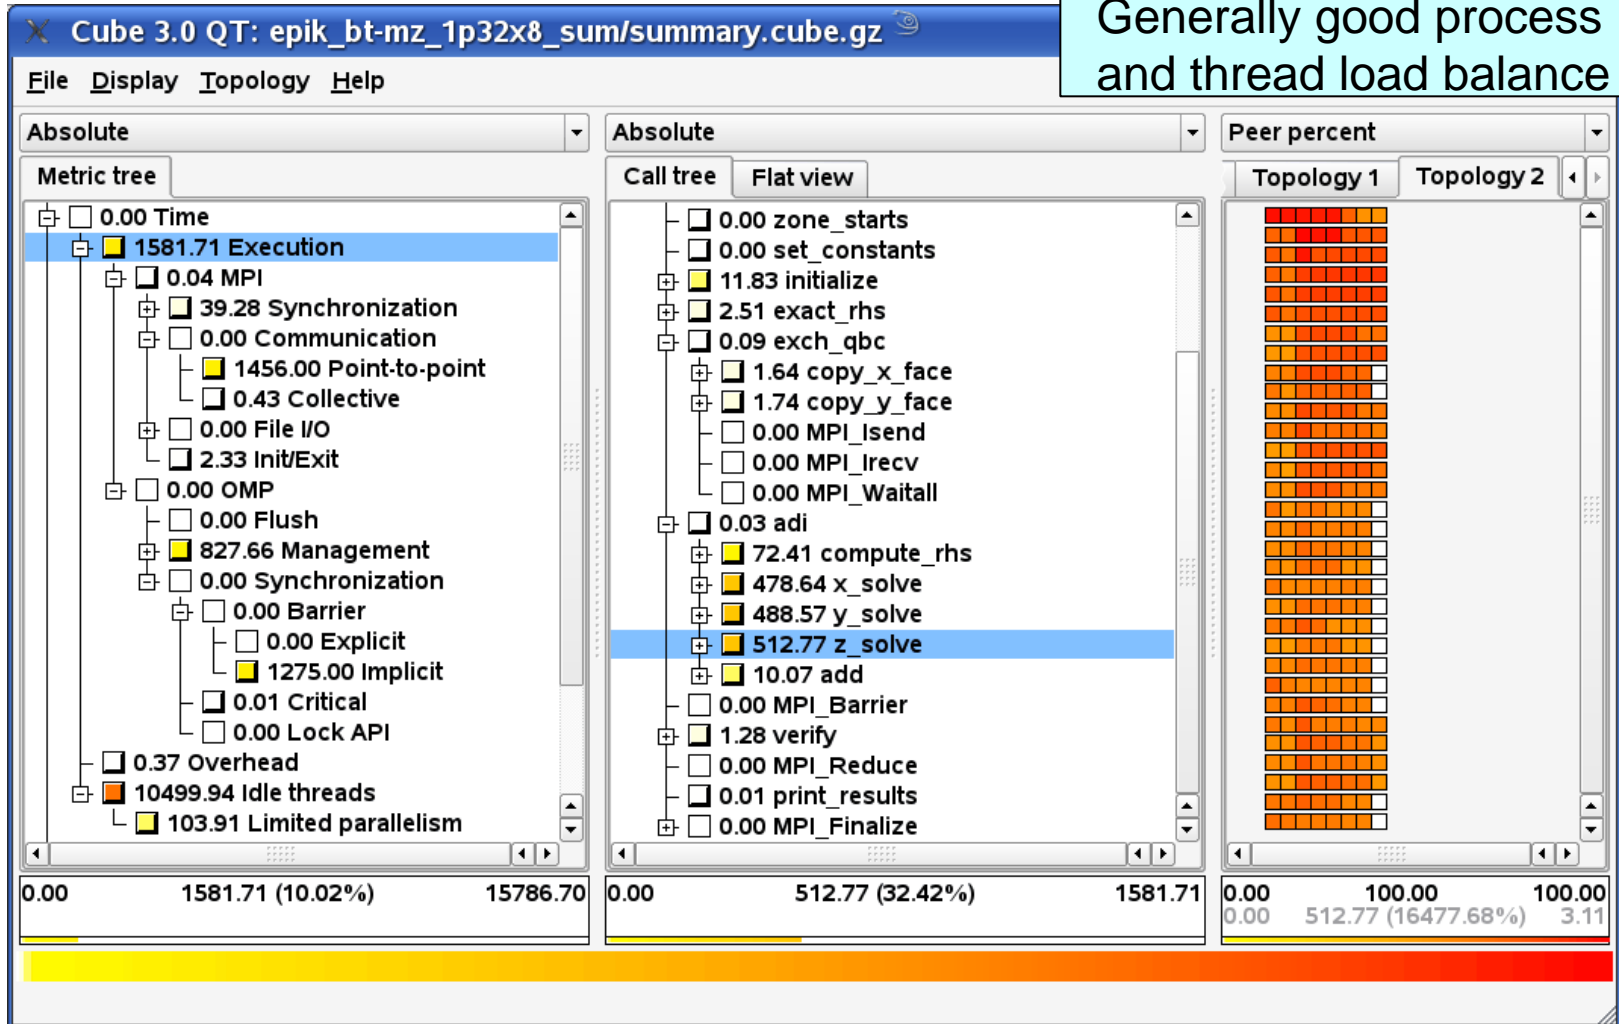 Cube 3.0 QT: epik_bt-mz_1p32x8_sum/summary.cube.gz
Generally good process
and thread load balance
File Display Topology Help
Absolute
Metric tree
0.00 Time
1581.71 Execution
0.04 MPI
39.28 Synchronization
0.00 Communication
1456.00 Point-to-point
0.43 Collective
0.00 File I/O
2.33 Init/Exit
0.00 OMP
0.00 Flush
827.66 Management
0.00 Synchronization
0.00 Barrier
0.00 Explicit
1275.00 Implicit
0.01 Critical
0.00 Lock API
0.37 Overhead
10499.94 Idle threads
103.91 Limited parallelism
0.00 1581.71 (10.02%) 15786.70
Absolute
Call tree Flat view
0.00 zone_starts
0.00 set_constants
11.83 initialize
2.51 exact_rhs
0.09 exch_qbc
1.64 copy_x_face
1.74 copy_y_face
0.00 MPI_Isend
0.00 MPI_Irecv
0.00 MPI_Waitall
0.03 adi
72.41 compute_rhs
478.64 x_solve
488.57 y_solve
512.77 z_solve
10.07 add
0.00 MPI_Barrier
1.28 verify
0.00 MPI_Reduce
0.01 print_results
0.00 MPI_Finalize
0.00 512.77 (32.42%) 1581.71
Peer percent
Topology 1 Topology 2
0.00 100.00 100.00
0.00 512.77 (16477.68%) 3.11